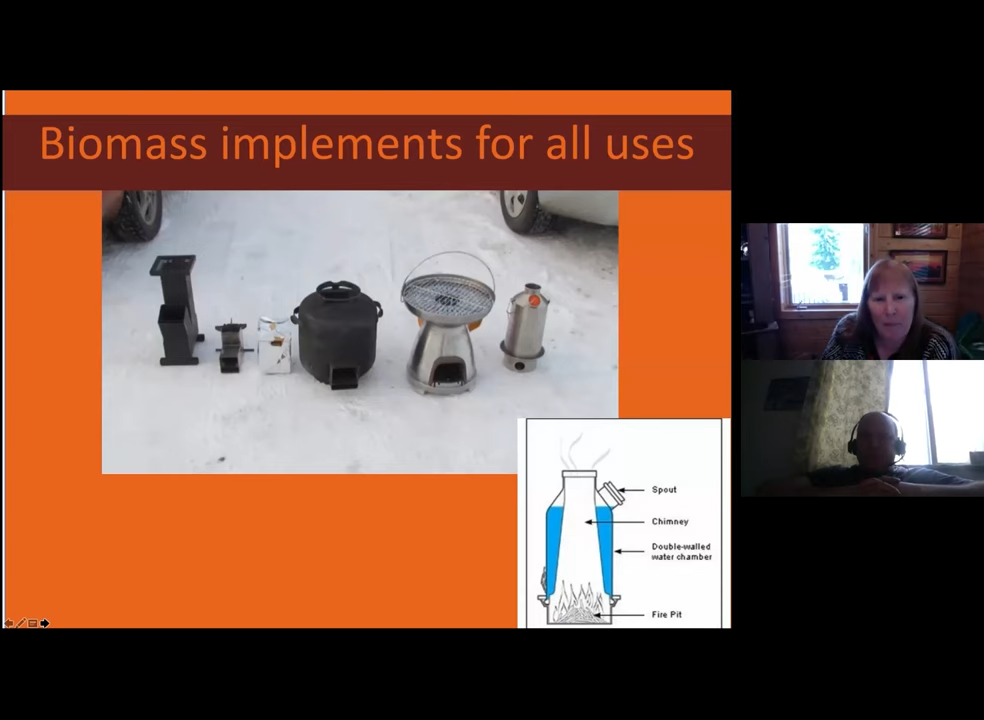 Biomass implements for all uses
Spout
Chimney
Double-walled
water chamber
Fire Pit